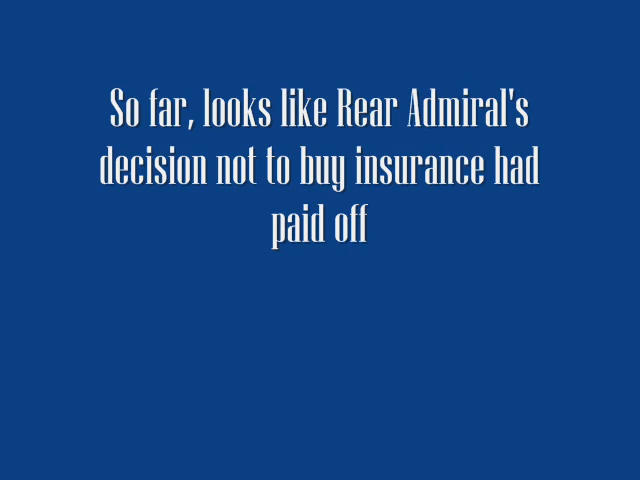 So far, looks like Rear Admiral's
decision not to buy insurance had
paid off